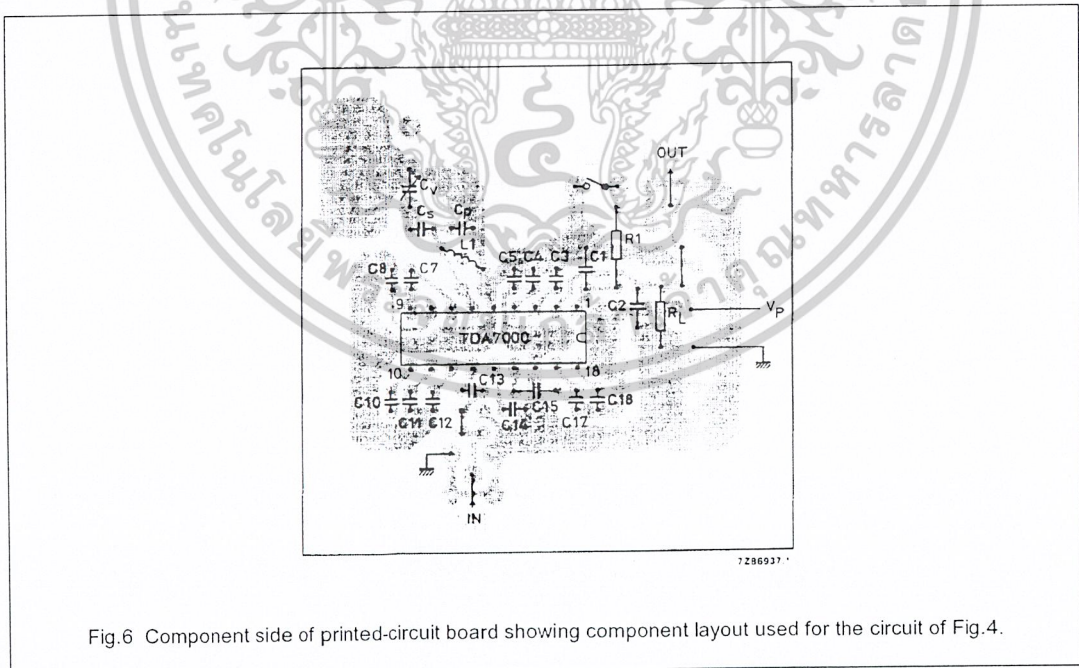 OUT
Cv
Cs Cp
L1
R1
C8 C7 C5 C4 C3 C1
9 1
C2 RL VP
TDA7000
10 18
C13
C10 C11 C12 C14 C15 C17 C18
IN
7Z86937.1
Fig.6 Component side of printed-circuit board showing component layout used for the circuit of Fig.4.